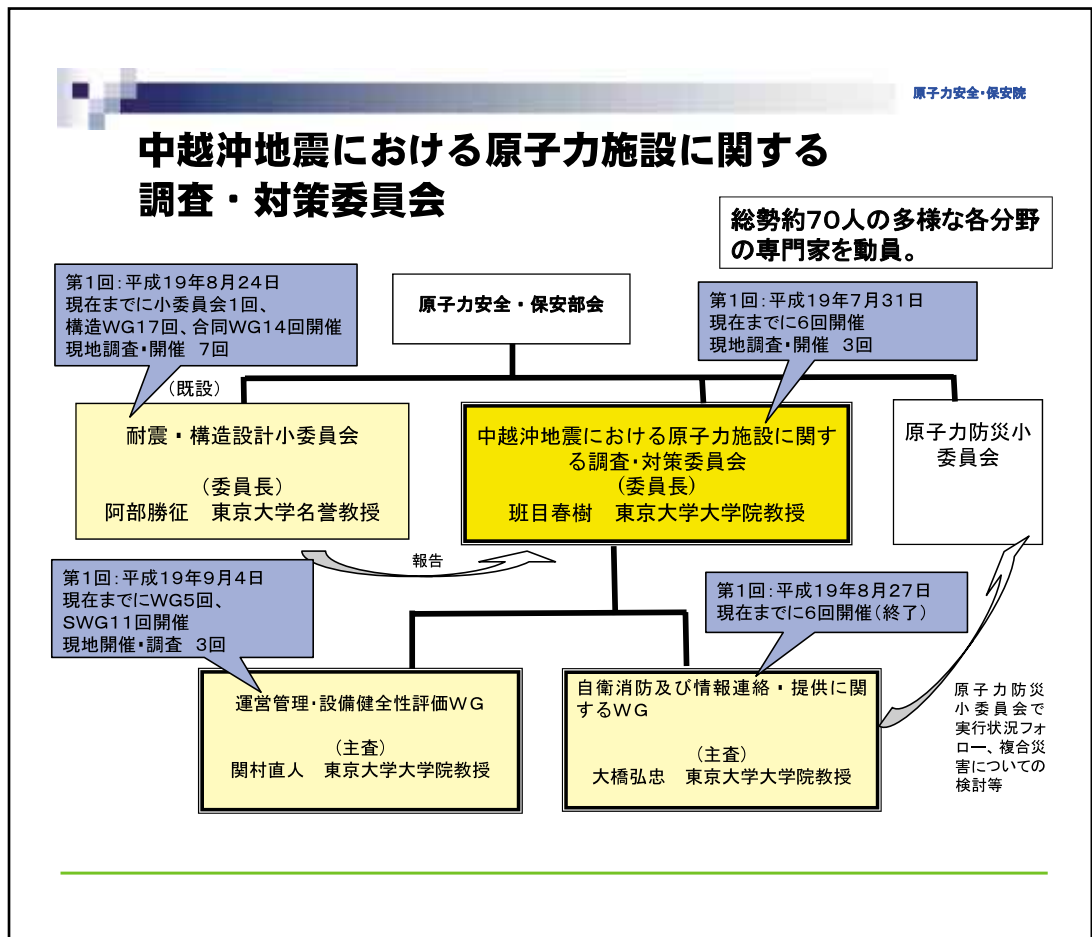 原子力安全・保安院
中越沖地震における原子力施設に関する
調査・対策委員会
総勢約70人の多様な各分野
の専門家を動員。
第1回：平成19年8月24日
現在までに小委員会1回、
構造WG17回、合同WG14回開催
現地調査・開催 7回
原子力安全・保安部会
第1回：平成19年7月31日
現在までに6回開催
現地調査・開催 3回
（既設）
耐震・構造設計小委員会
（委員長）
阿部勝征 東京大学名誉教授
中越沖地震における原子力施設に関す
る調査・対策委員会
（委員長）
班目春樹 東京大学大学院教授
原子力防災小
委員会
報告
第1回：平成19年9月4日
現在までにWG5回、
SWG11回開催
現地開催・調査 3回
第1回：平成19年8月27日
現在までに6回開催（終了）
運営管理・設備健全性評価WG
（主査）
関村直人 東京大学大学院教授
自衛消防及び情報連絡・提供に関
するWG
（主査）
大橋弘忠 東京大学大学院教授
原子力防災
小委員会で
実行状況フォ
ロー、複合災
害についての
検討等